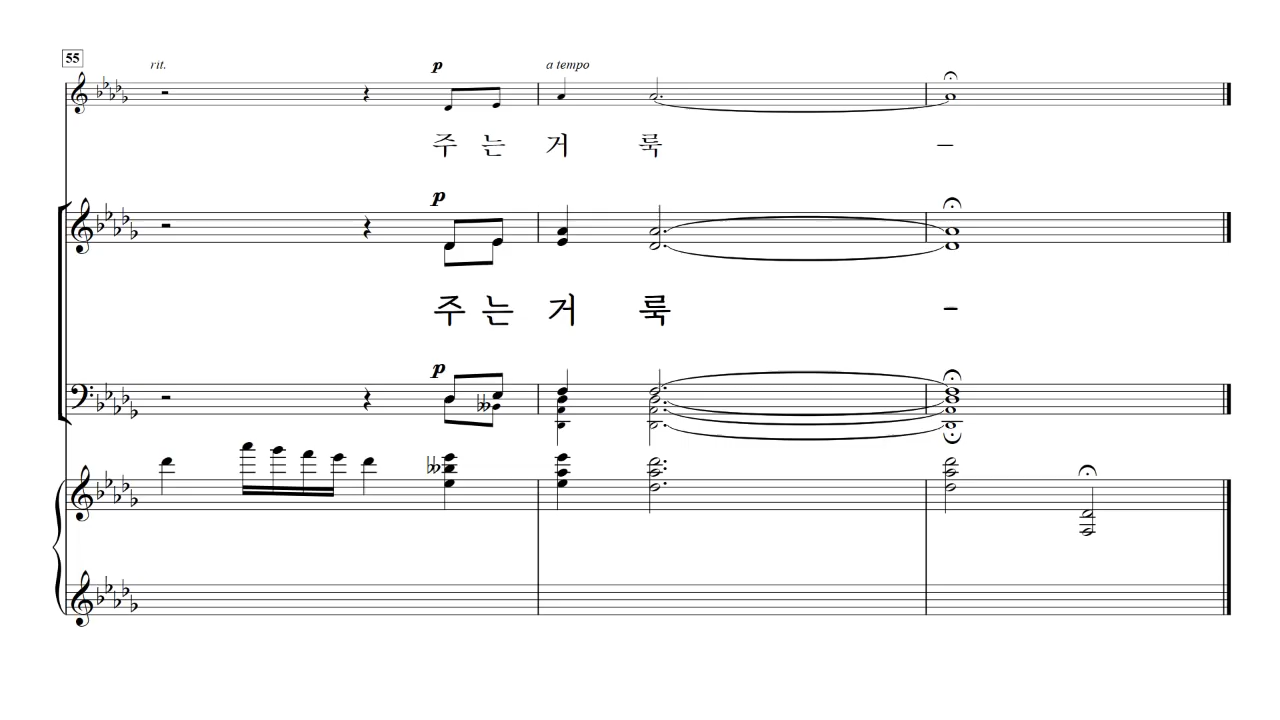 55
rit.
p
a tempo
주 는 거 룩 –
p
주 는 거 룩 –
p